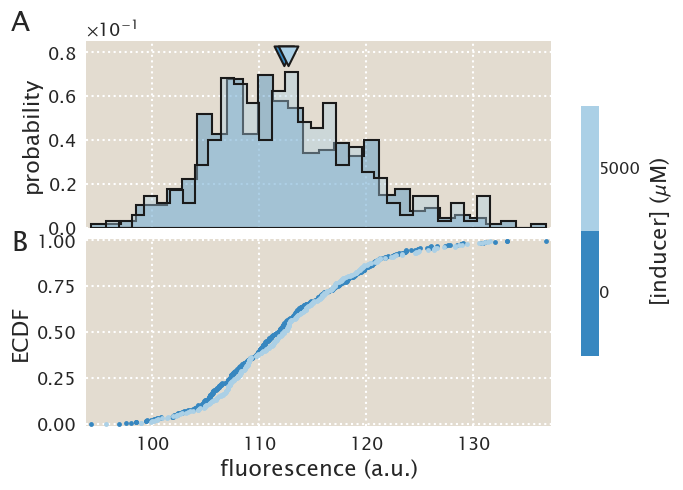 A
×10⁻¹
0.8
0.6
0.4
0.2
0.0
probability
B
1.00
0.75
0.50
0.25
0.00
ECDF
100 110 120 130
fluorescence (a.u.)
5000
0
[inducer] (μM)